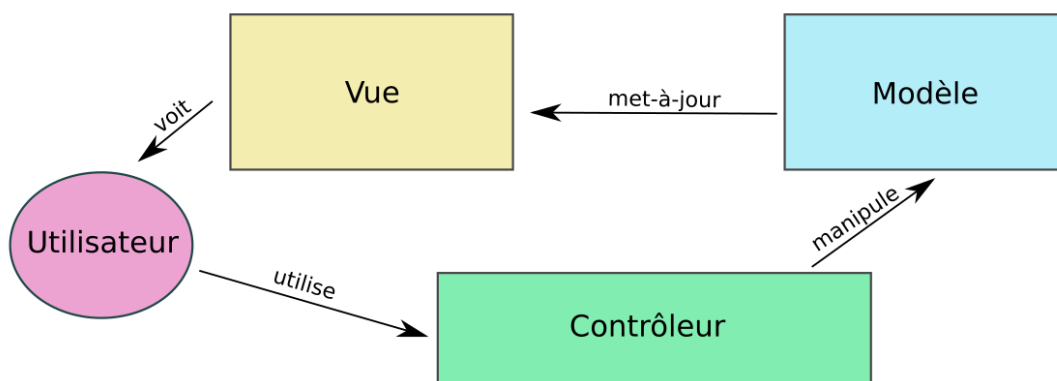 Vue
met-à-jour
Modèle
voit
Utilisateur
manipule
utilise
Contrôleur